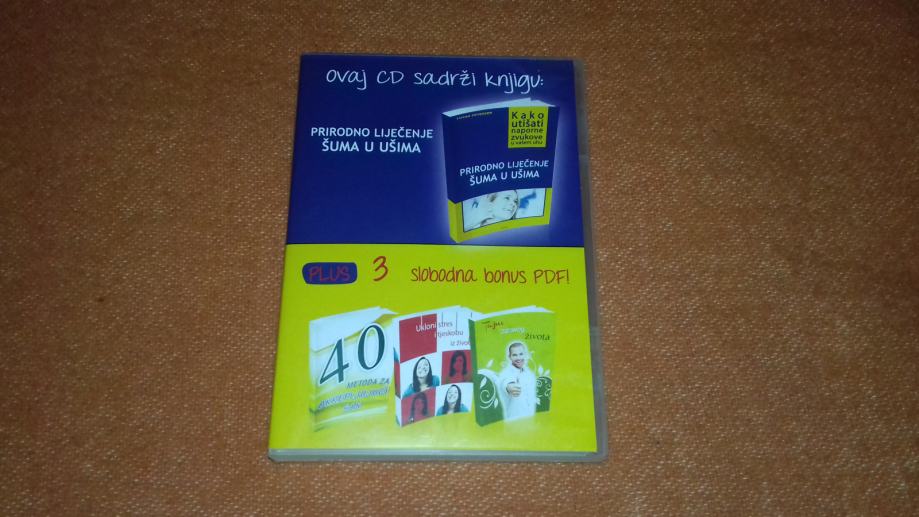 ovaj CD sadrži knjigu:
PRIRODNO LIJEČENJE
ŠUMA U UŠIMA
Kako
utišati
naporne
zvukove
u vašem uhu
PRIRODNO LIJEČENJE
ŠUMA U UŠIMA
PLUS 3 slobodna bonus PDF!
40
METODA ZA
Ukloni stres
tjeskobu
iz života
života